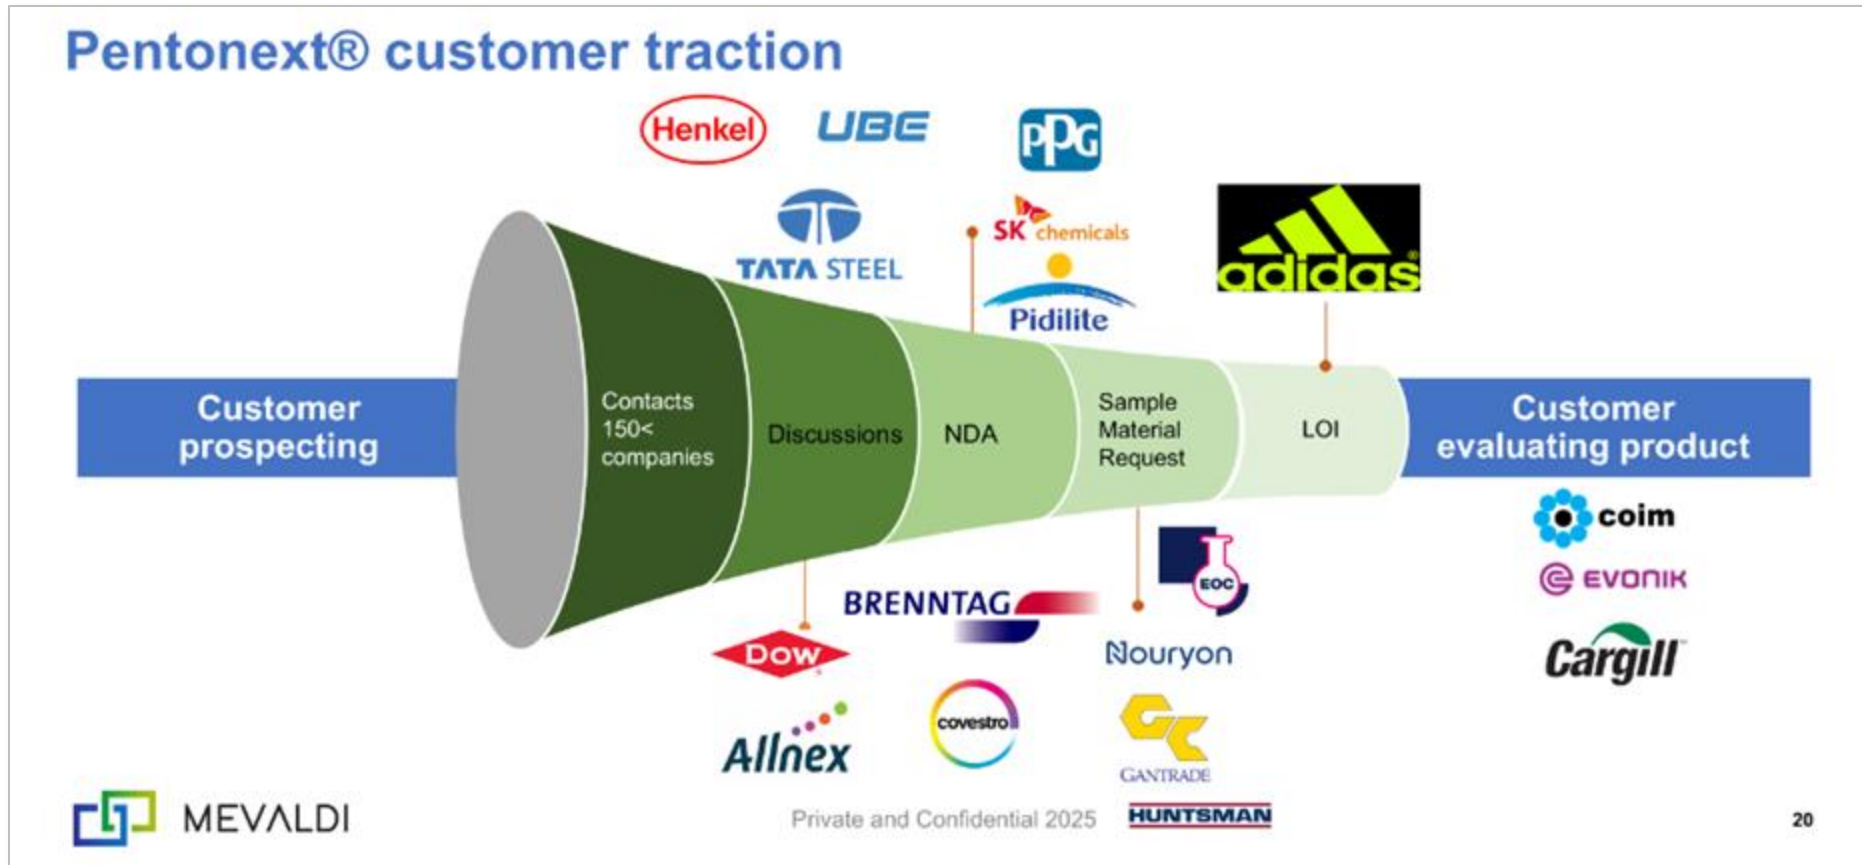 Pentonext® customer traction
Henkel
UBE
PPG
TATA STEEL
SK chemicals
Pidilite
adidas®
Customer
prospecting
Contacts
150<
companies
Discussions
NDA
Sample
Material
Request
LOI
Customer
evaluating product
Dow
BRENNTAG
EOC
Nouryon
Allnex
covestro
GC
GANTRADE
HUNTSMAN
coim
EVONIK
Cargill™
MEVALDI
Private and Confidential 2025
20